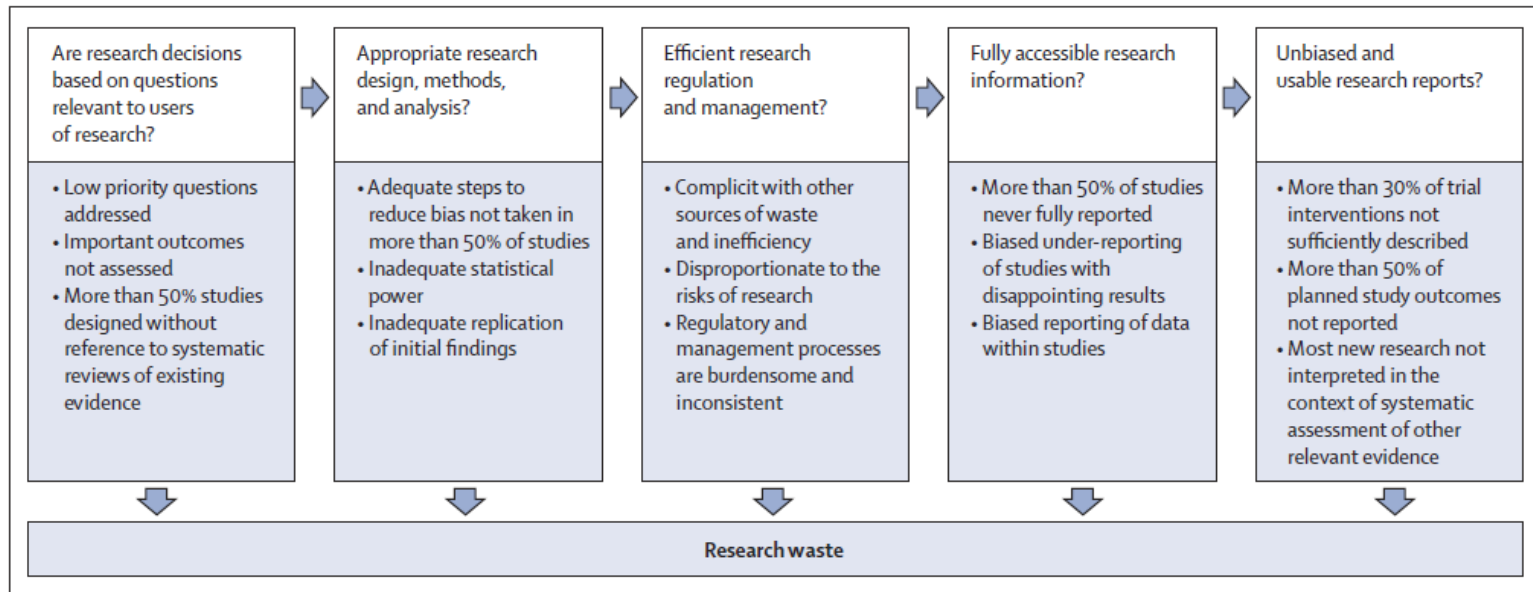 Are research decisions
based on questions
relevant to users
of research?
• Low priority questions
addressed
• Important outcomes
not assessed
• More than 50% studies
designed without
reference to systematic
reviews of existing
evidence
Appropriate research
design, methods,
and analysis?
• Adequate steps to
reduce bias not taken in
more than 50% of studies
• Inadequate statistical
power
• Inadequate replication
of initial findings
Efficient research
regulation
and management?
• Complicit with other
sources of waste
and inefficiency
• Disproportionate to the
risks of research
• Regulatory and
management processes
are burdensome and
inconsistent
Fully accessible research
information?
• More than 50% of studies
never fully reported
• Biased under-reporting
of studies with
disappointing results
• Biased reporting of data
within studies
Unbiased and
usable research reports?
• More than 30% of trial
interventions not
sufficiently described
• More than 50% of
planned study outcomes
not reported
• Most new research not
interpreted in the
context of systematic
assessment of other
relevant evidence
Research waste